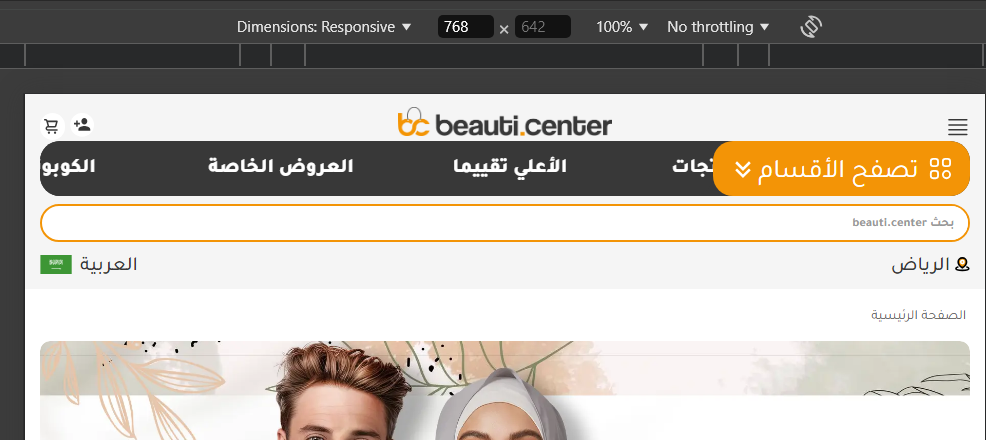 Dimensions: Responsive 768 × 642 100% No throttling
bc beauti.center
تصفح الأقسام الأعلي تقييما العروض الخاصة
بحث beauti.center
الرياض العربية
الصفحة الرئيسية